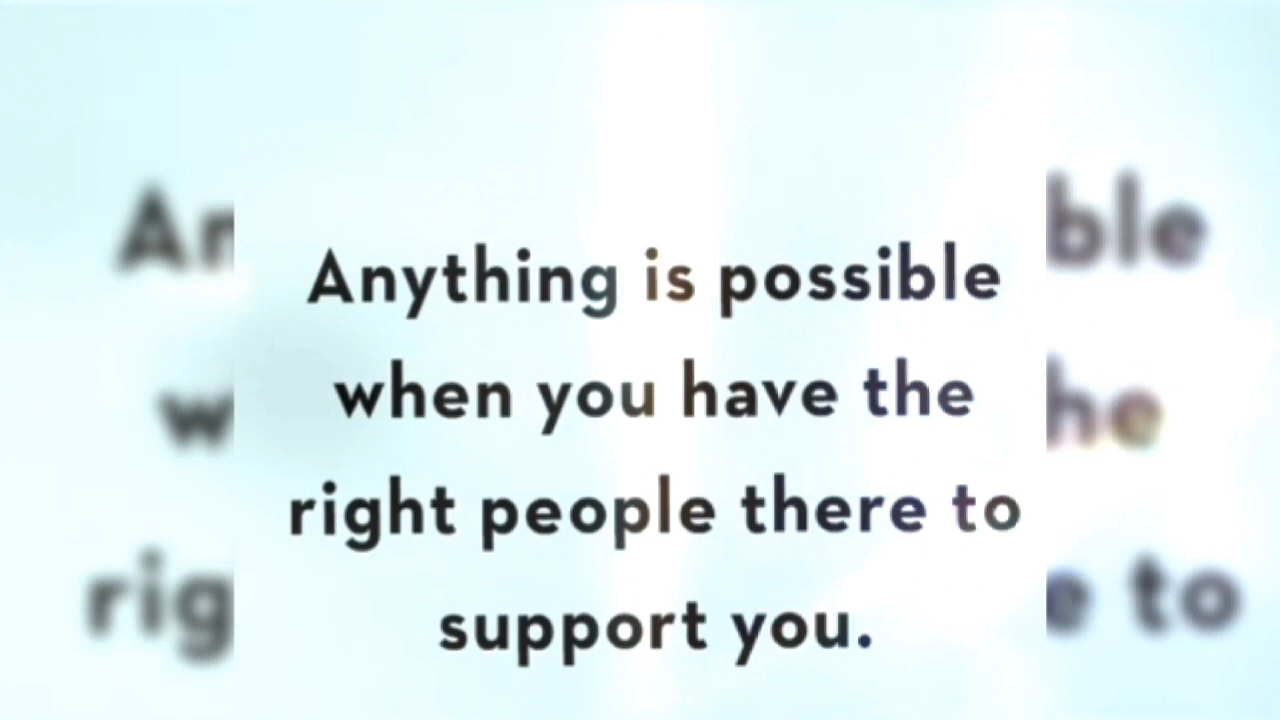 Anything is possible
when you have the
right people there to
support you.